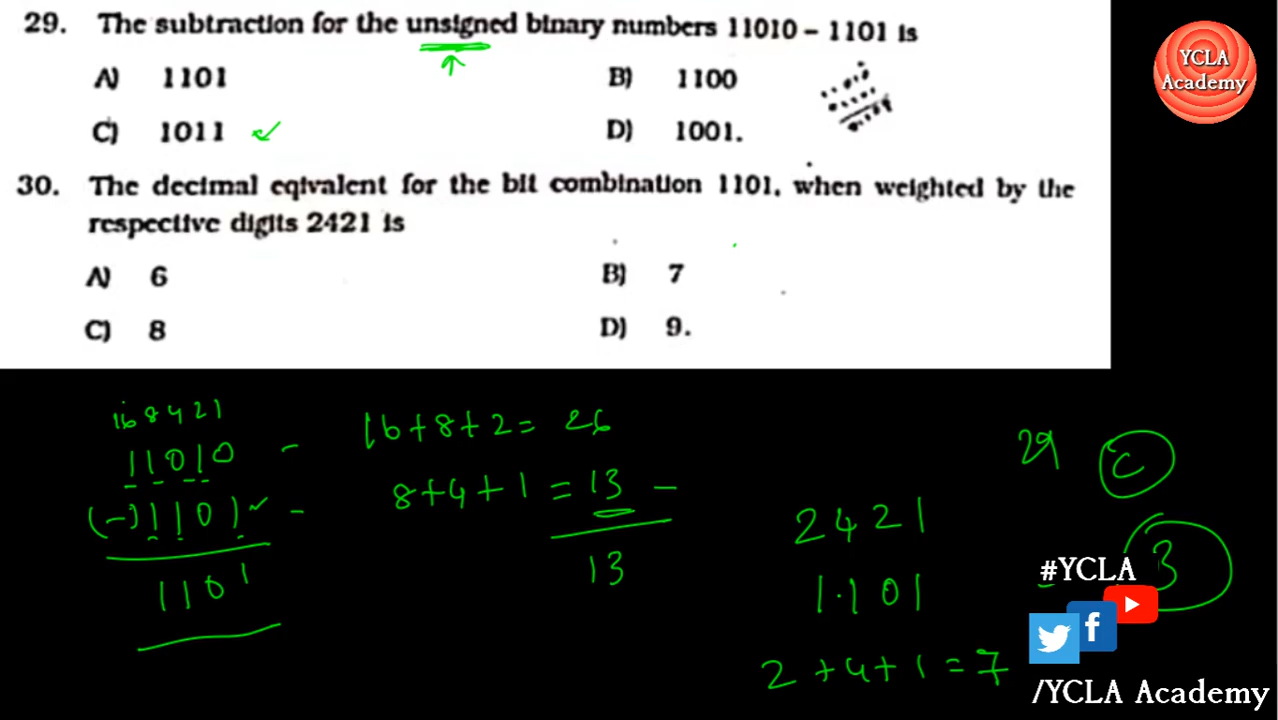 29. The subtraction for the unsigned binary numbers 11010 – 1101 is
A) 1101
B) 1100
C) 1011
D) 1001.
30. The decimal eqivalent for the bit combination 1101, when weighted by the
respective digits 2421 is
A) 6
B) 7
C) 8
D) 9.
YCLA
Academy
16 8 4 2 1
11010 -
(-) 1101 -
1101
16+8+2= 26
8+4+1 = 13 -
13
2421
1.101
2+4+1=7
29 C
3
#YCLA
/YCLA Academy